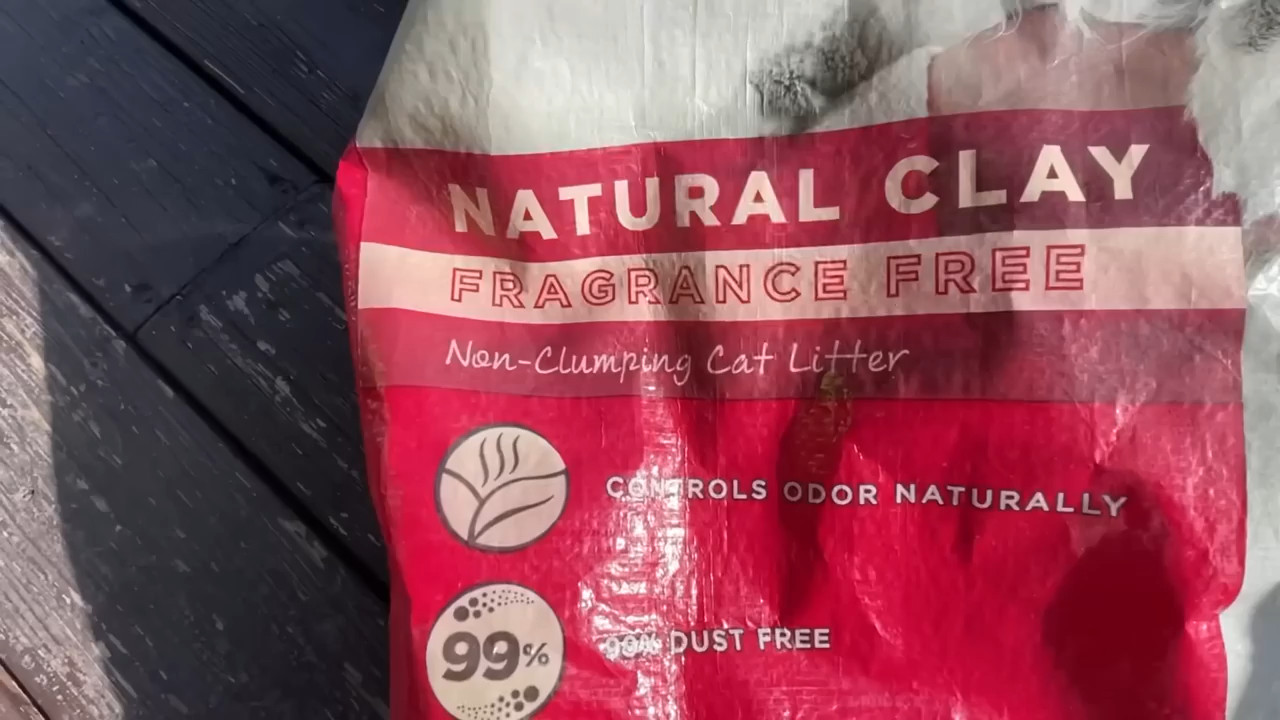 NATURAL CLAY
FRAGRANCE FREE
Non-Clumping Cat Litter
CONTROLS ODOR NATURALLY
99%
99% DUST FREE